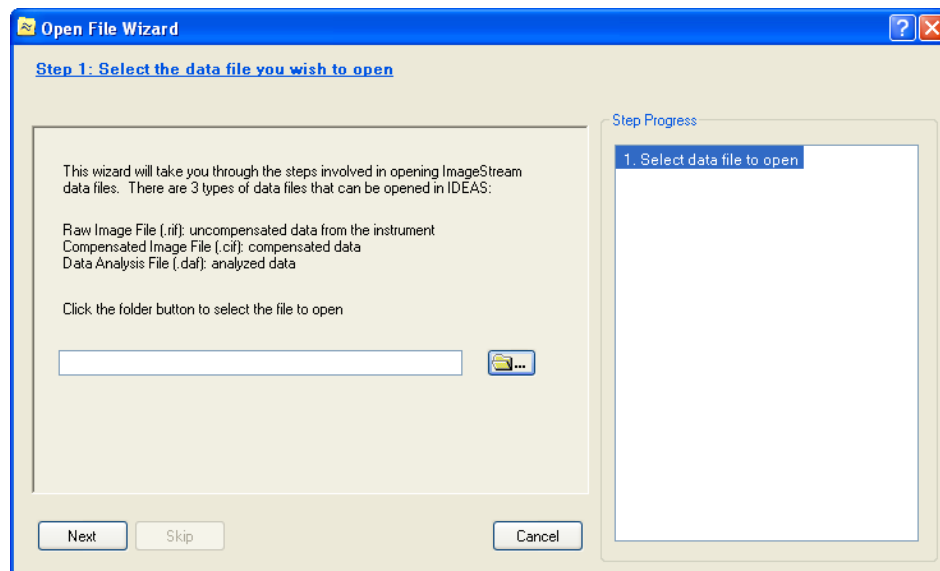 Open File Wizard
Step 1: Select the data file you wish to open
This wizard will take you through the steps involved in opening ImageStream
data files. There are 3 types of data files that can be opened in IDEAS:
Raw Image File (.rif): uncompensated data from the instrument
Compensated Image File (.cif): compensated data
Data Analysis File (.daf): analyzed data
Click the folder button to select the file to open
...
Next
Skip
Cancel
Step Progress
1. Select data file to open